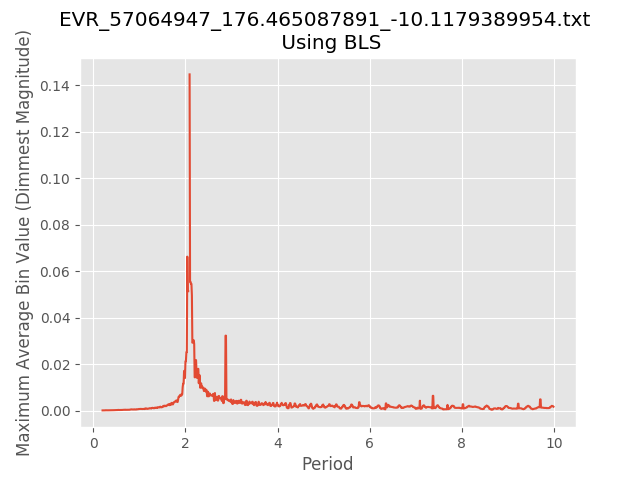 EVR_57064947_176.465087891_-10.1179389954.txt
Using BLS
Maximum Average Bin Value (Dimmest Magnitude)
0.14
0.12
0.10
0.08
0.06
0.04
0.02
0.00
0 2 4 6 8 10
Period